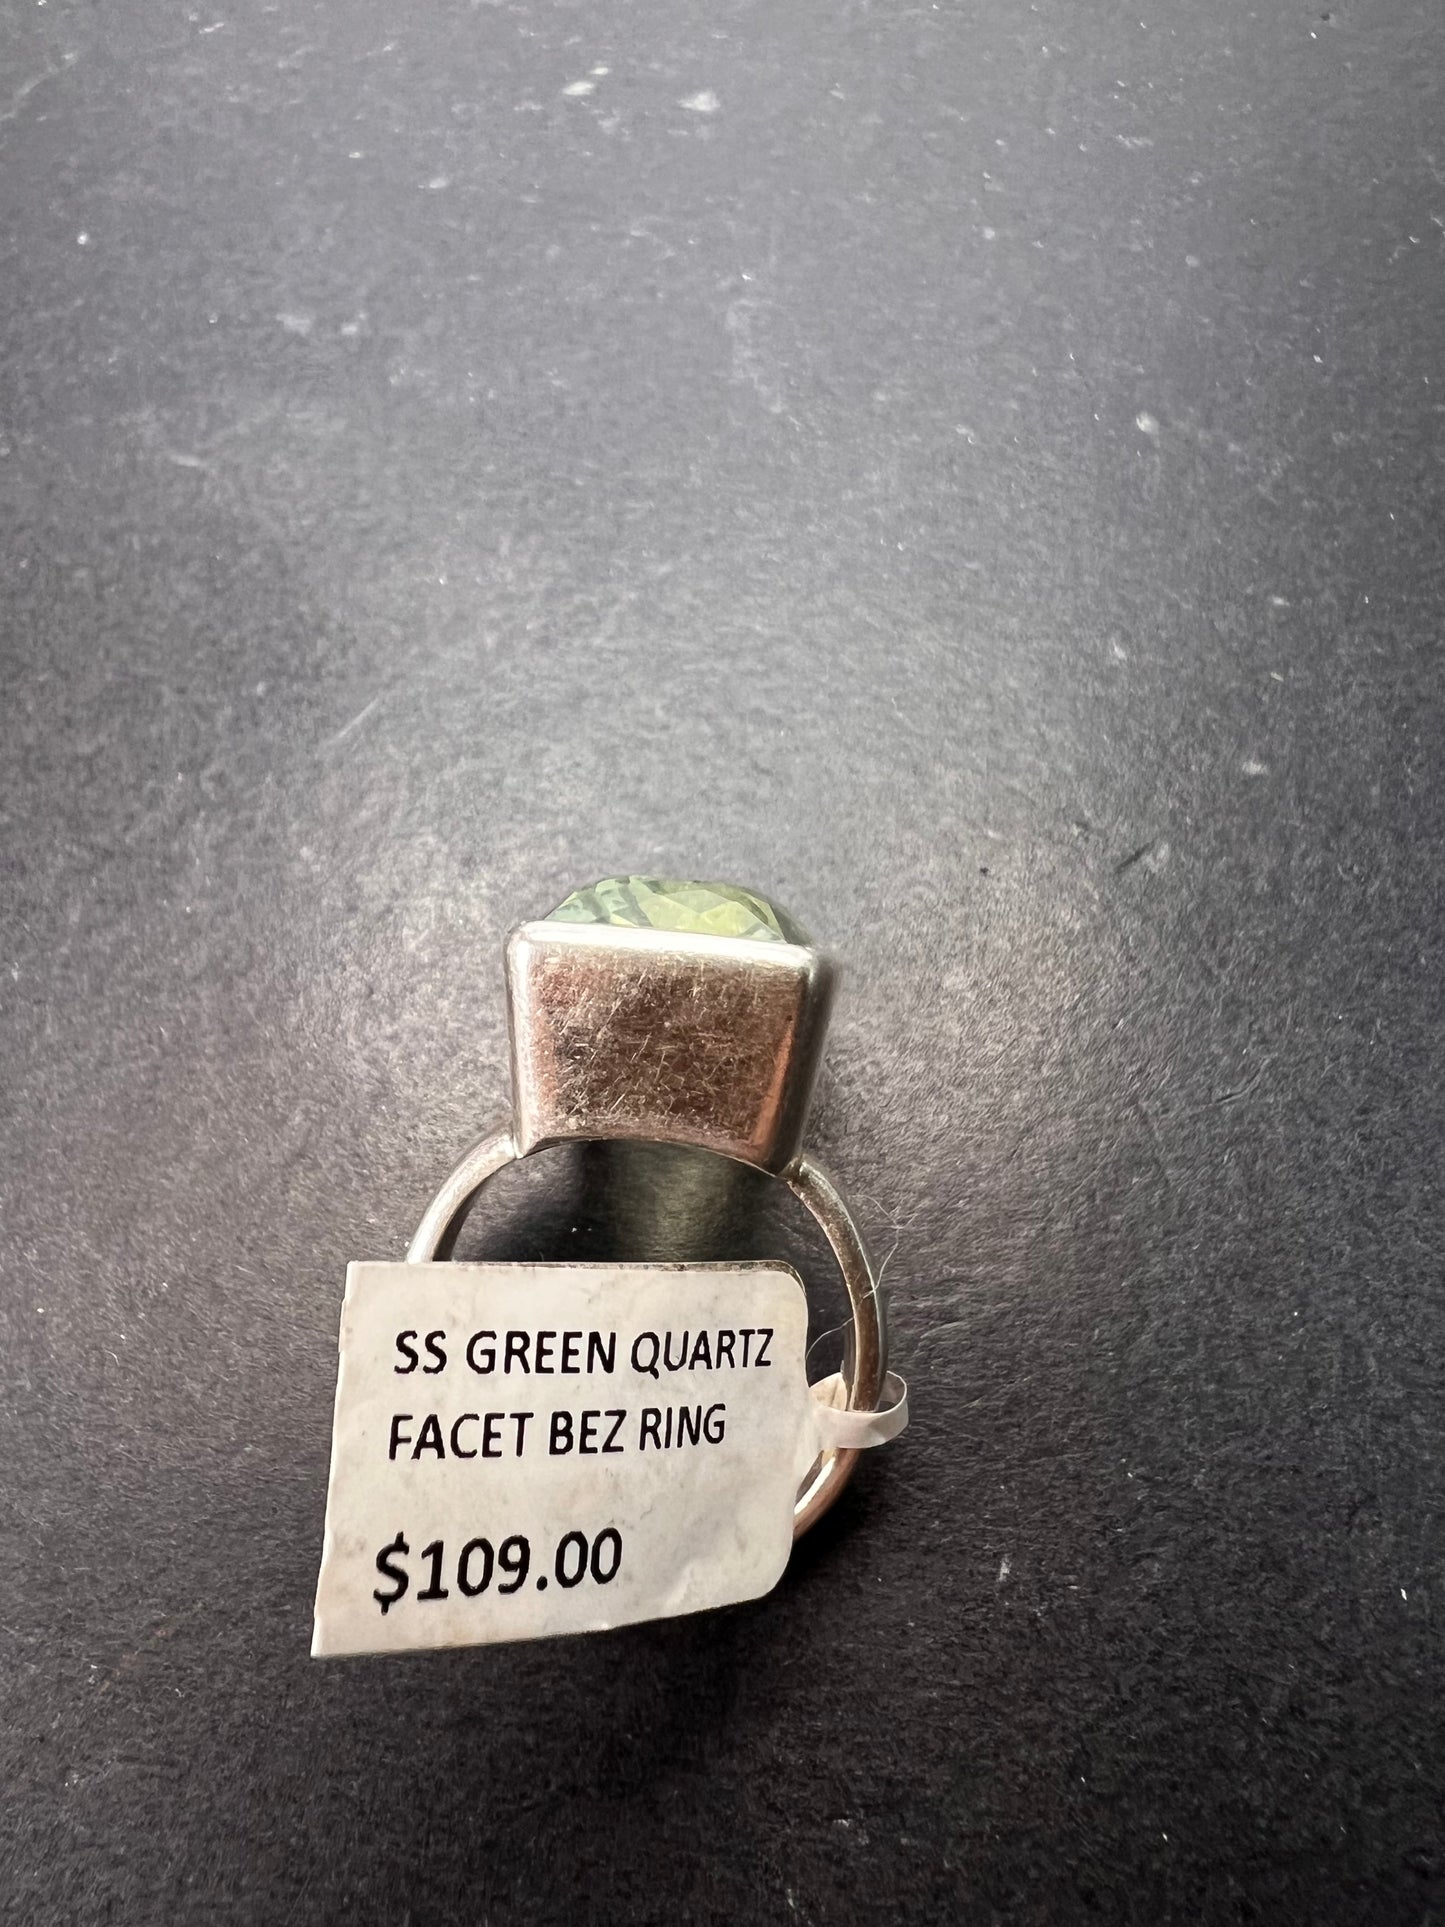 SS GREEN QUARTZ
FACET BEZ RING
$109.00